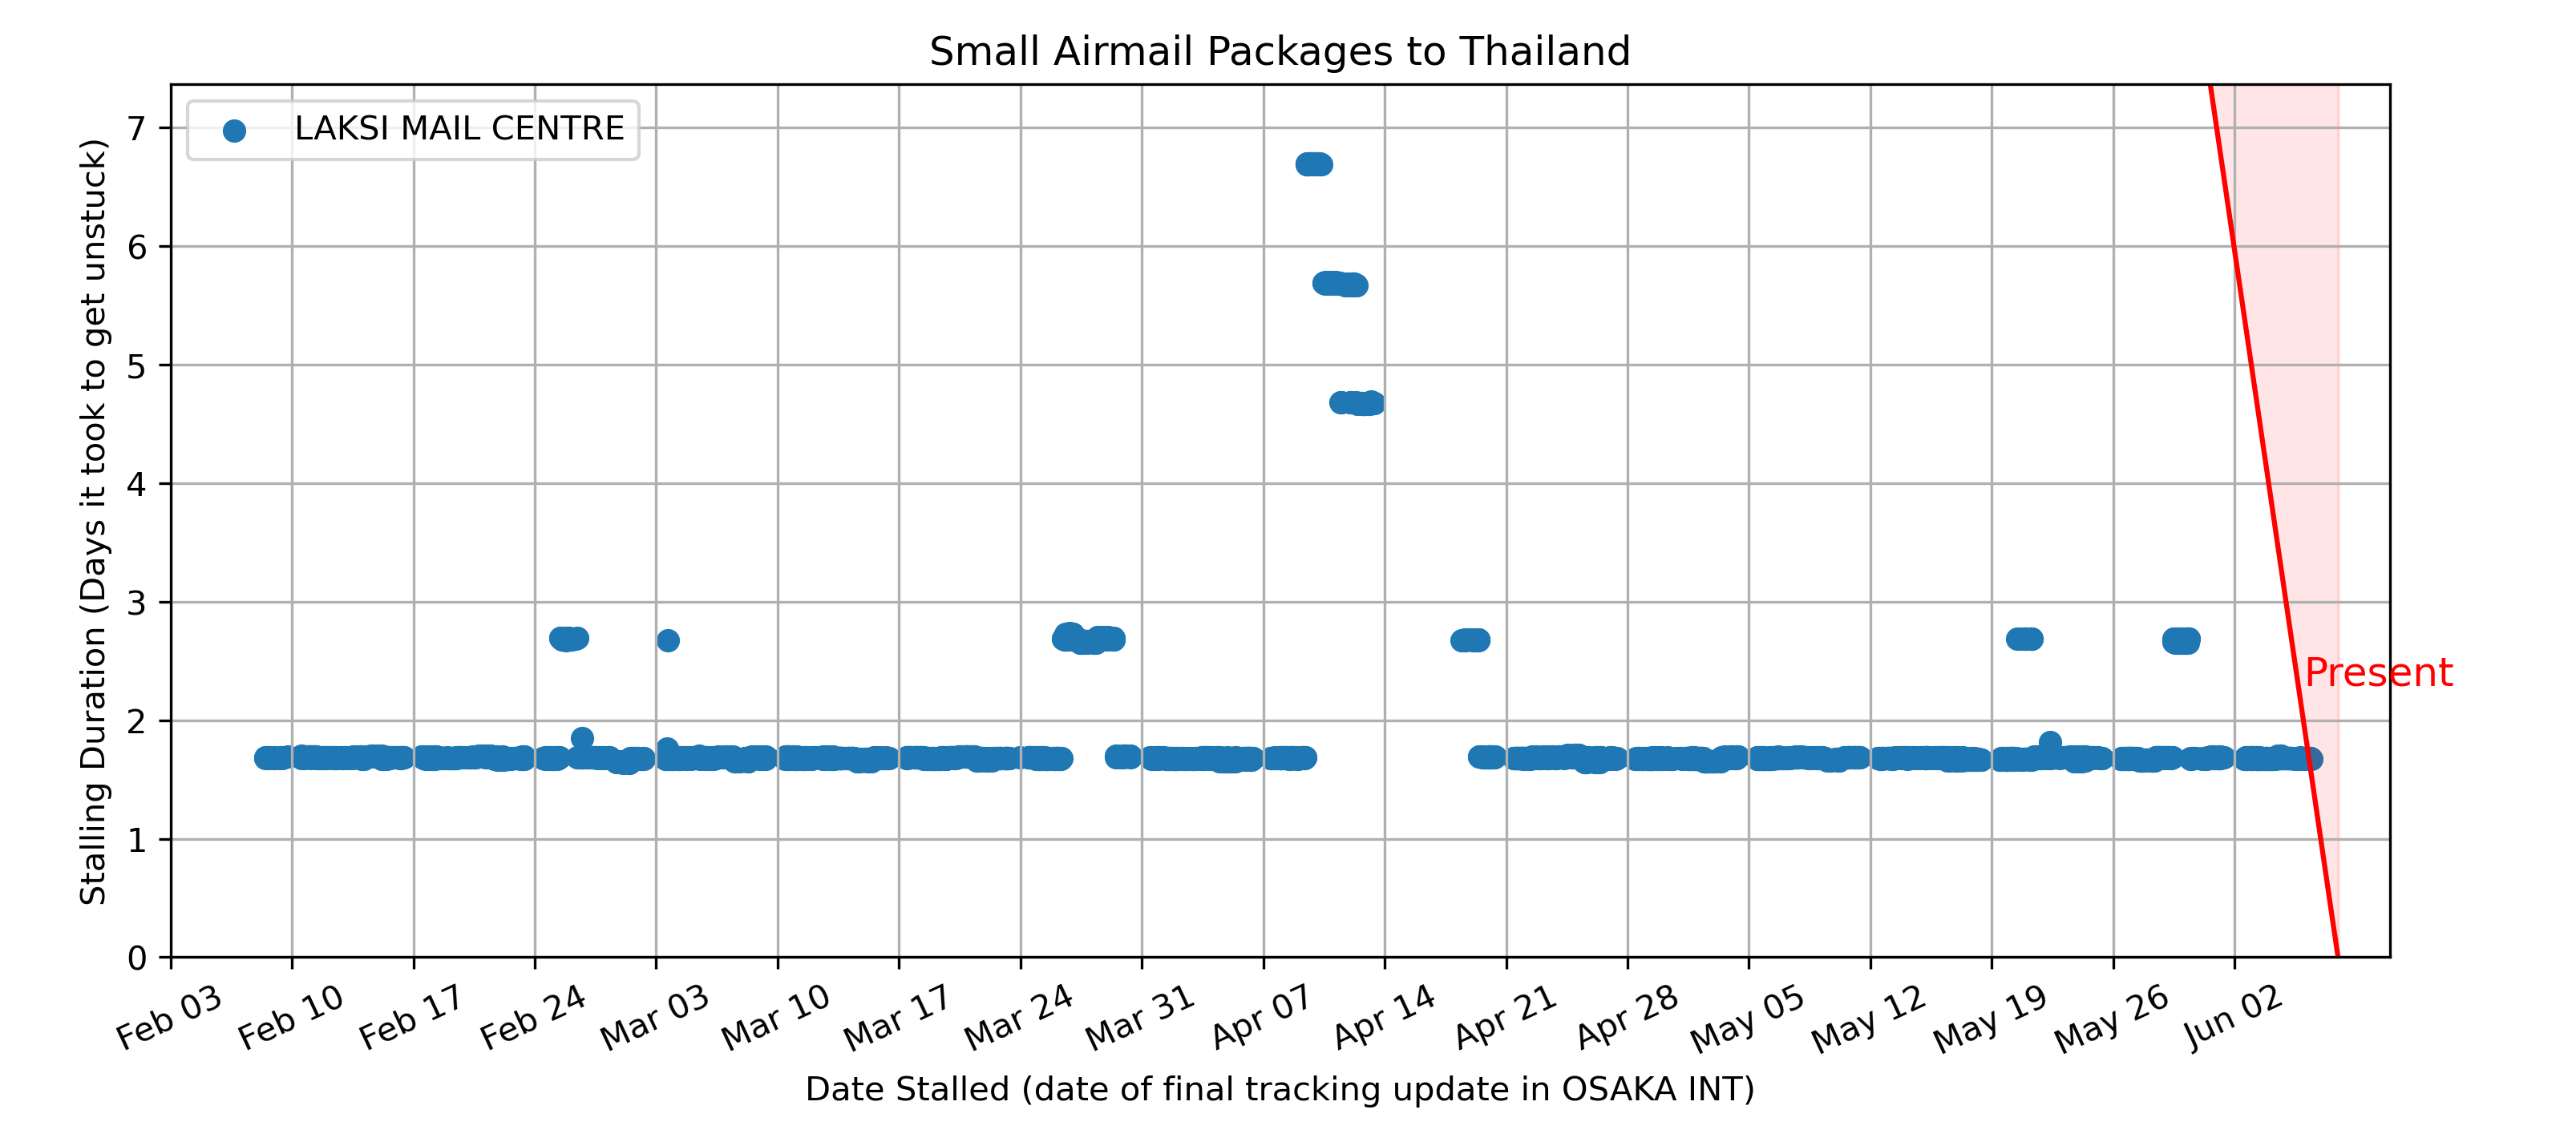 Small Airmail Packages to Thailand
LAKSI MAIL CENTRE
Stalling Duration (Days it took to get unstuck)
7
6
5
4
3
2
1
0
Present
Feb 03
Feb 10
Feb 17
Feb 24
Mar 03
Mar 10
Mar 17
Mar 24
Mar 31
Apr 07
Apr 14
Apr 21
Apr 28
May 05
May 12
May 19
May 26
Jun 02
Date Stalled (date of final tracking update in OSAKA INT)